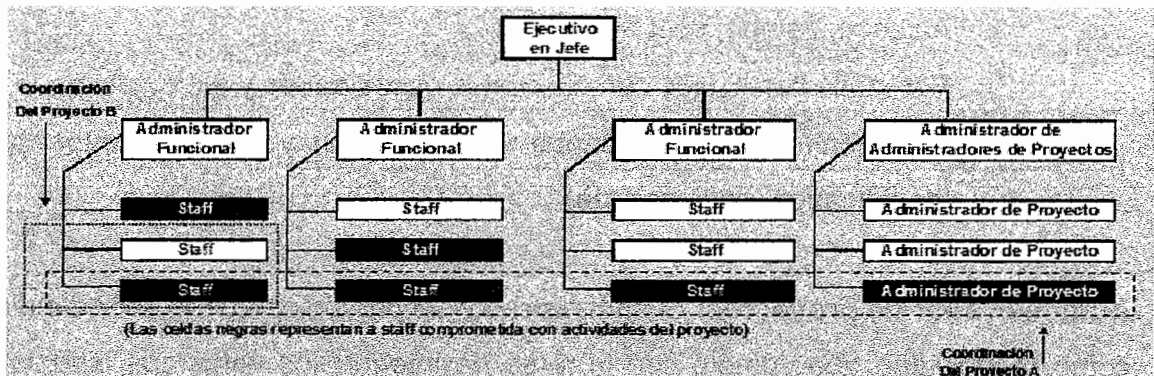 Ejecutivo
en Jefe
Coordinación
Del Proyecto B
Administrador
Funcional
Administrador
Funcional
Administrador
Funcional
Administrador de
Administradores de Proyectos
Staff
Staff
Staff
Administrador de Proyecto
Staff
Staff
Staff
Administrador de Proyecto
Staff
Staff
Staff
Administrador de Proyecto
(Las celdas negras representan a staff comprometida con actividades del proyecto)
Coordinación
Del Proyecto A